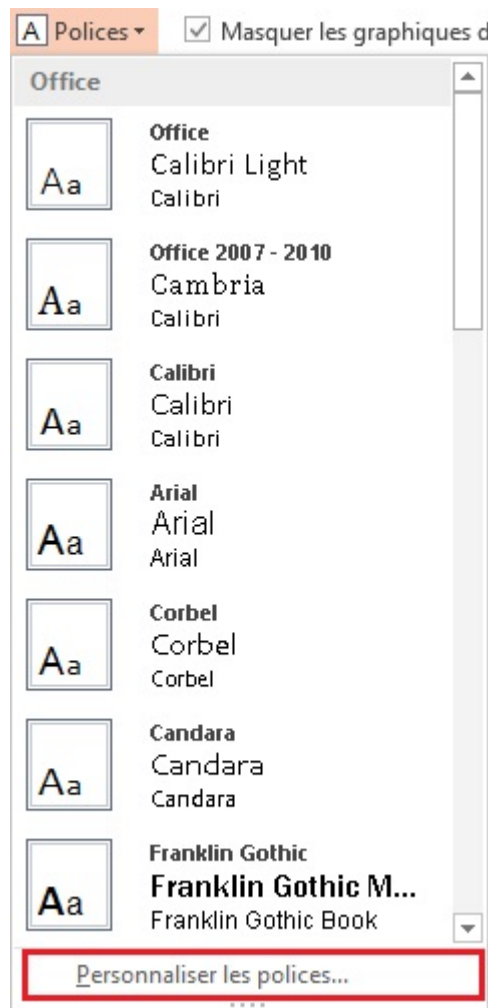 A Polices
Masquer les graphiques d
Office
Aa
Office
Calibri Light
Calibri
Aa
Office 2007 - 2010
Cambria
Calibri
Aa
Calibri
Calibri
Calibri
Aa
Arial
Arial
Arial
Aa
Corbel
Corbel
Corbel
Aa
Candara
Candara
Candara
Aa
Franklin Gothic
Franklin Gothic M...
Franklin Gothic Book
Personnaliser les polices...